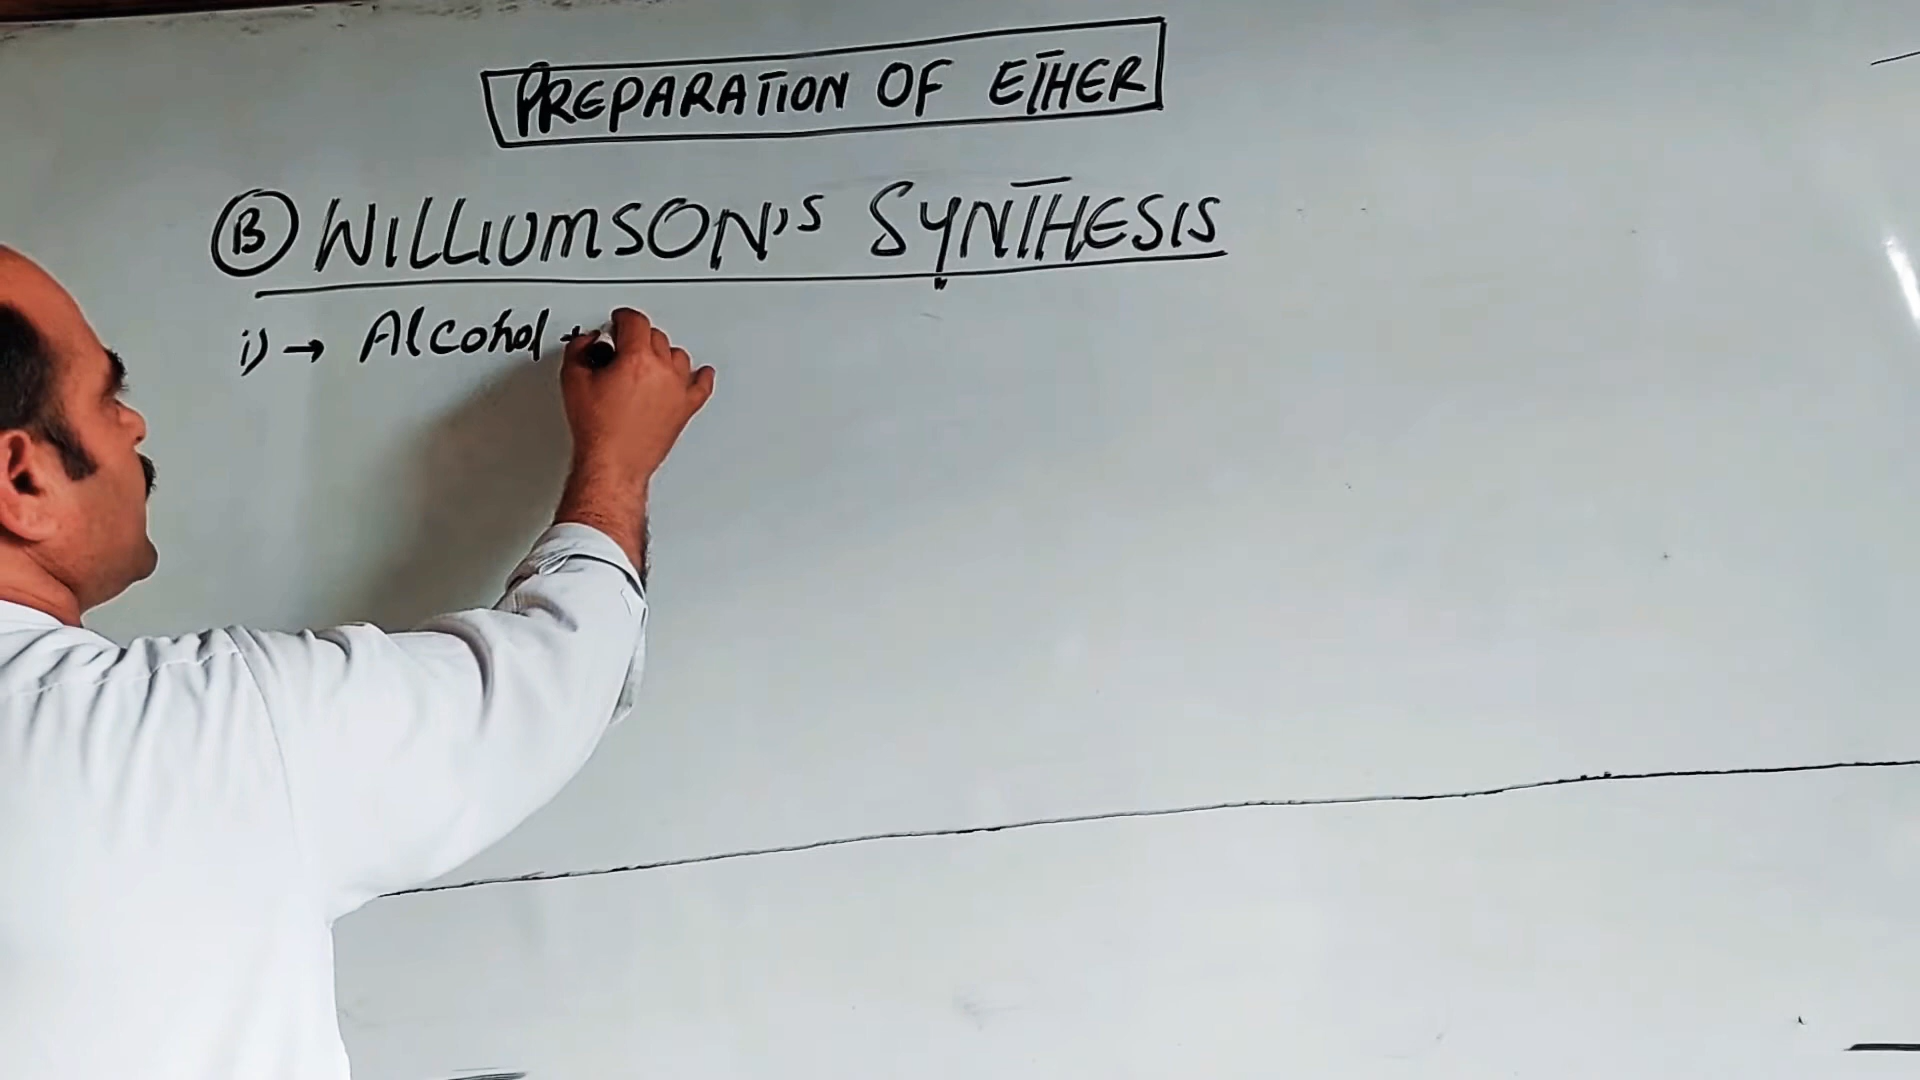 PREPARATION OF ETHER
B WILLIUMSON'S SYNTHESIS
i) → Alcohol +